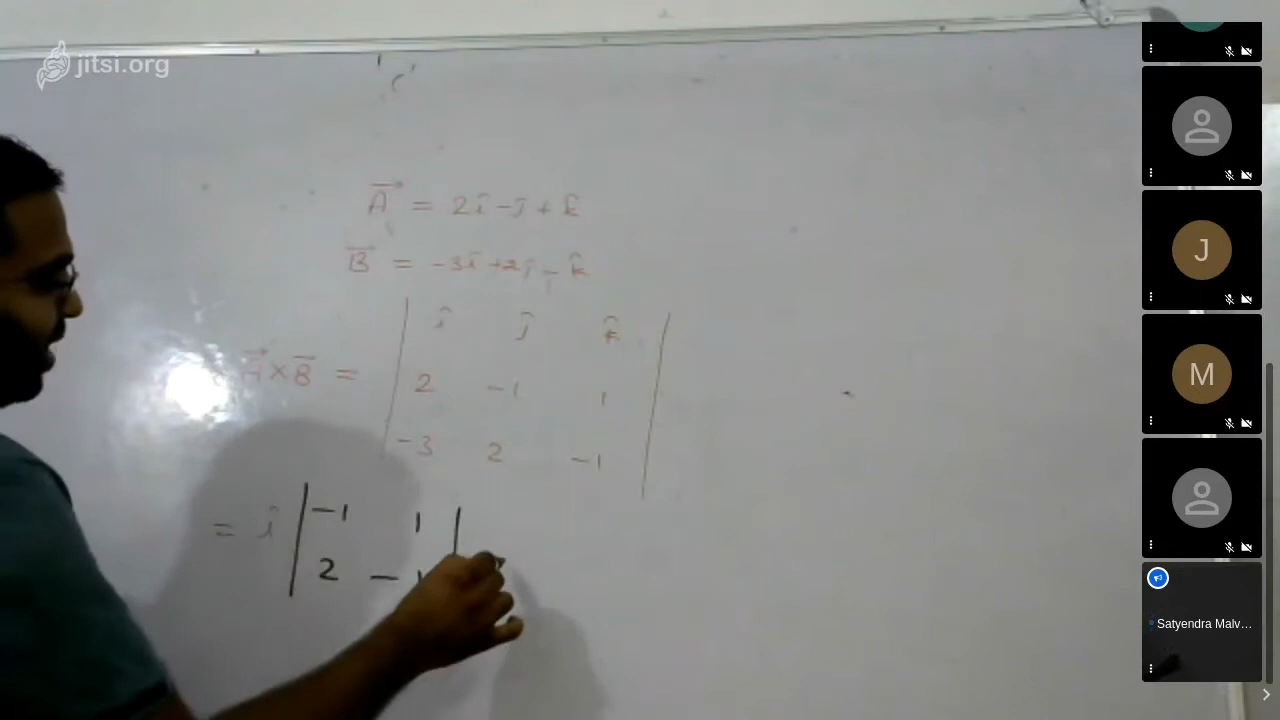 jitsi.org
A⃗ = 2î - ĵ + k̂
B⃗ = -3î + 2ĵ - k̂
î ĵ k̂
A⃗ × B⃗ = | 2 -1 1 |
-3 2 -1
= î | -1 1 |
2 -1
J
M
Satyendra Malv...